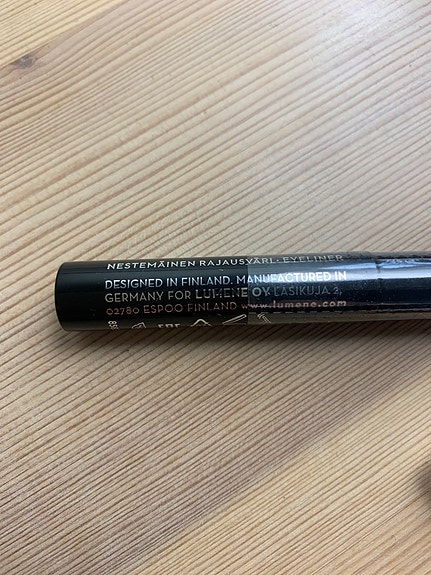 NESTEMÄINEN RAJAUSVÄRI · EYELINER
DESIGNED IN FINLAND. MANUFACTURED IN
GERMANY FOR LUMENE OY LASIKUJA 2,
02780 ESPOO FINLAND www.lumene.com